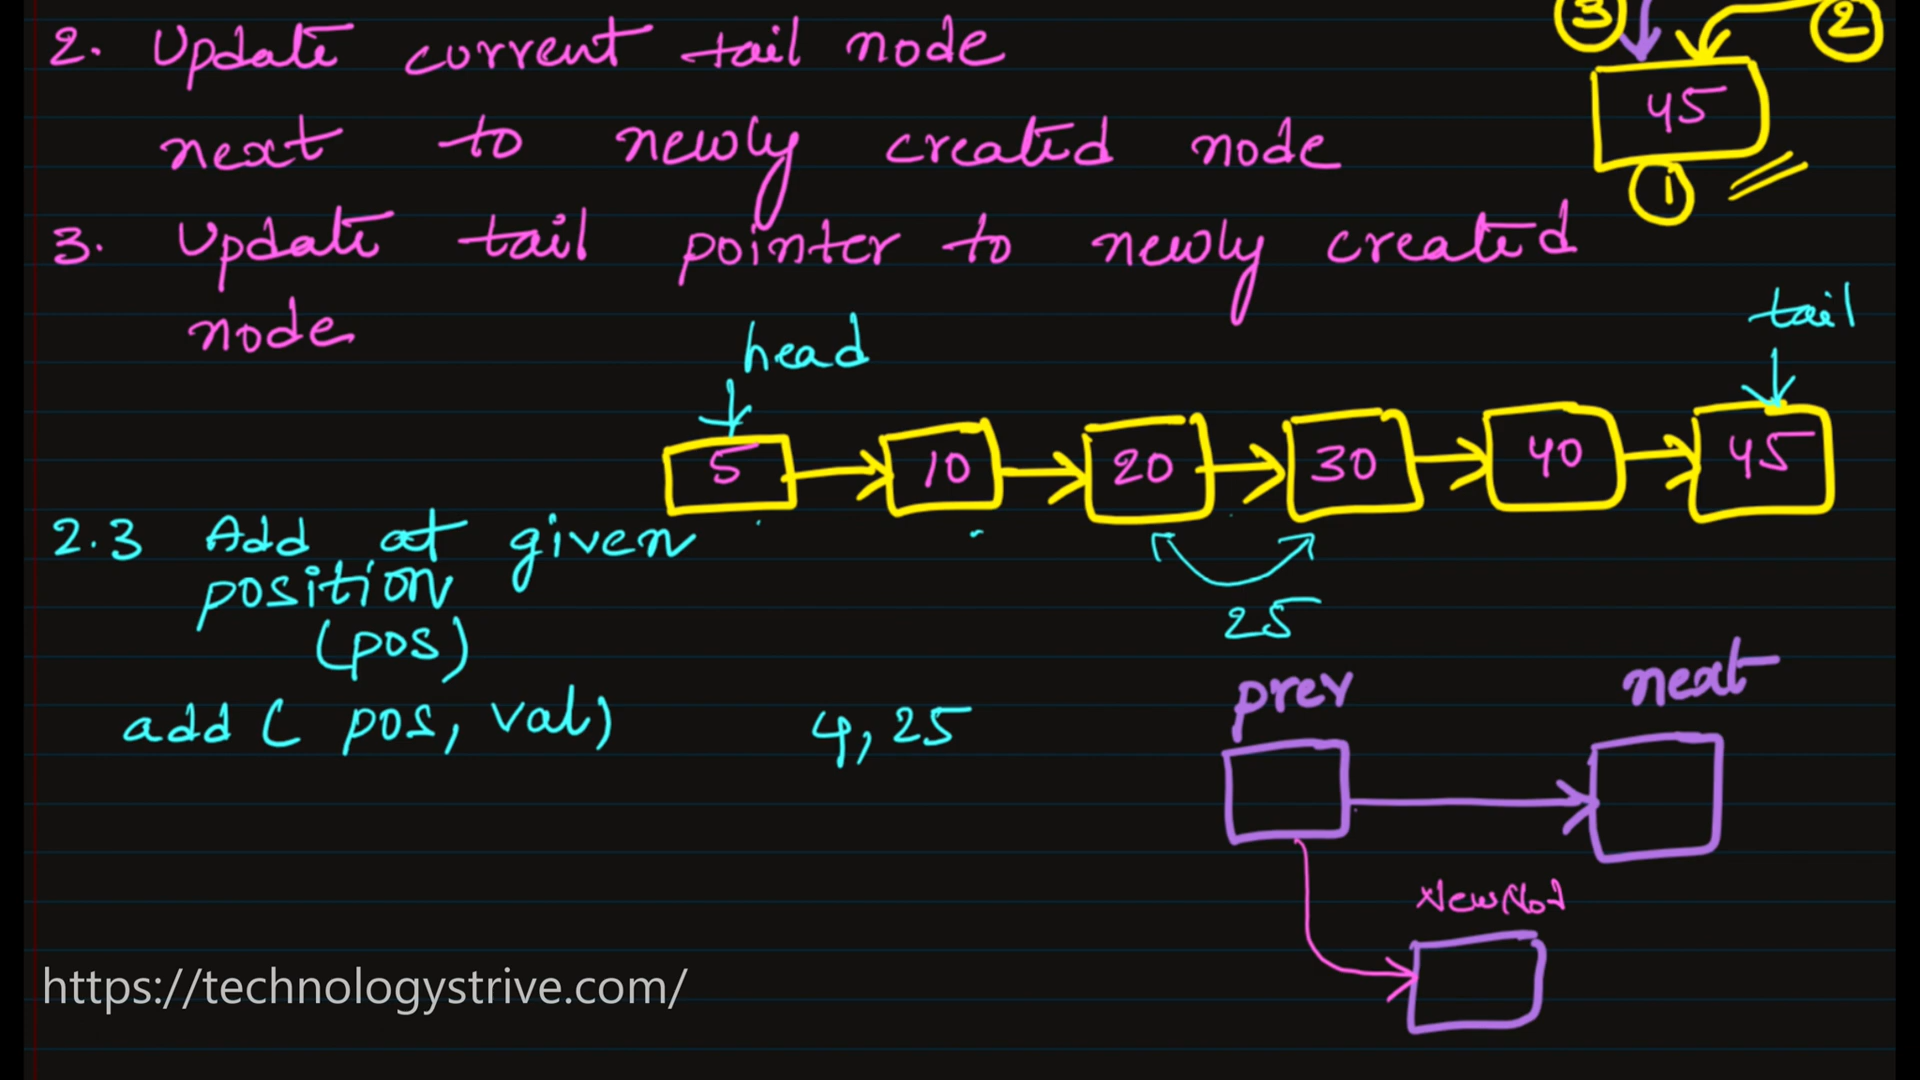 3
2
2. Update current tail node
45
next to newly created node
1
3. Update tail pointer to newly created
node
head
tail
5 10 20 30 40 45
2.3 Add at given
position
(pos)
25
add ( pos, val) 4, 25
prev
next
https://technologystrive.com/